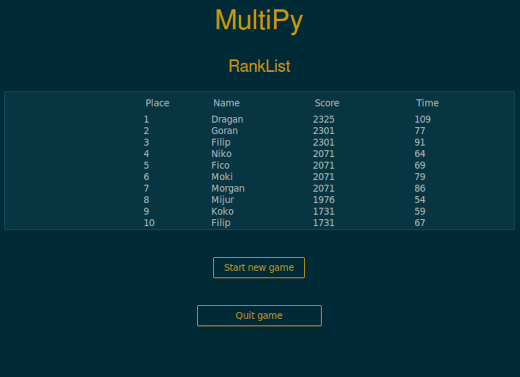 MultiPy
RankList
Place Name Score Time
1 Dragan 2325 109
2 Goran 2301 77
3 Filip 2301 91
4 Niko 2071 64
5 Fico 2071 69
6 Moki 2071 79
7 Morgan 2071 86
8 Mijur 1976 54
9 Koko 1731 59
10 Filip 1731 67
Start new game
Quit game